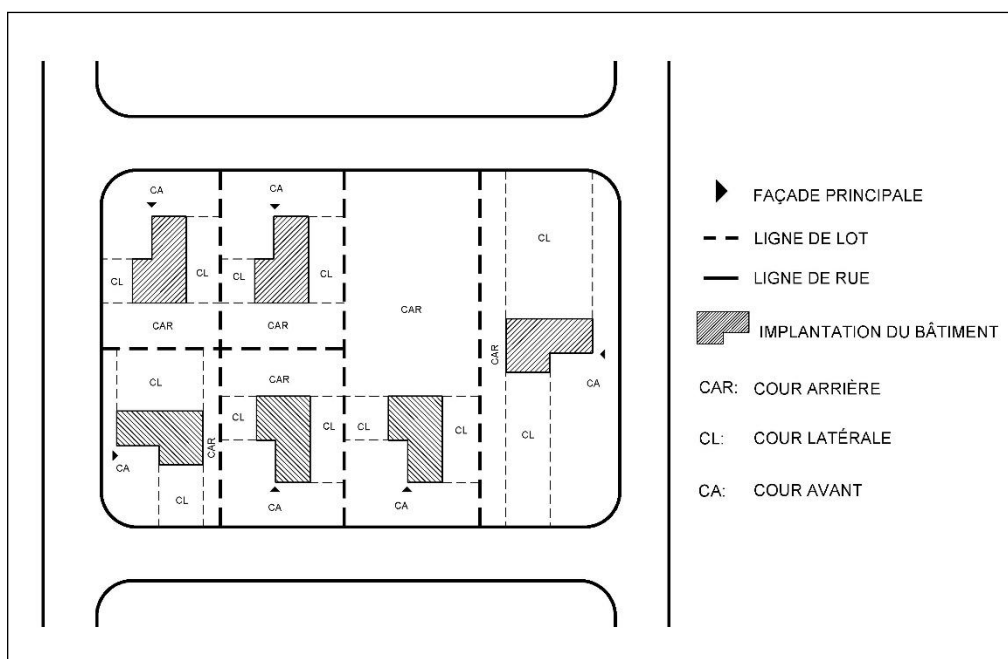 CA
CA
CL
CL
CL
CL
CL
CAR
CAR
CAR
CAR
CA
CL
CAR
CL
CL
CL
CL
CL
CAR
CA
CL
CA
CA
CL
FAÇADE PRINCIPALE
LIGNE DE LOT
LIGNE DE RUE
IMPLANTATION DU BÂTIMENT
CAR: COUR ARRIÈRE
CL: COUR LATÉRALE
CA: COUR AVANT